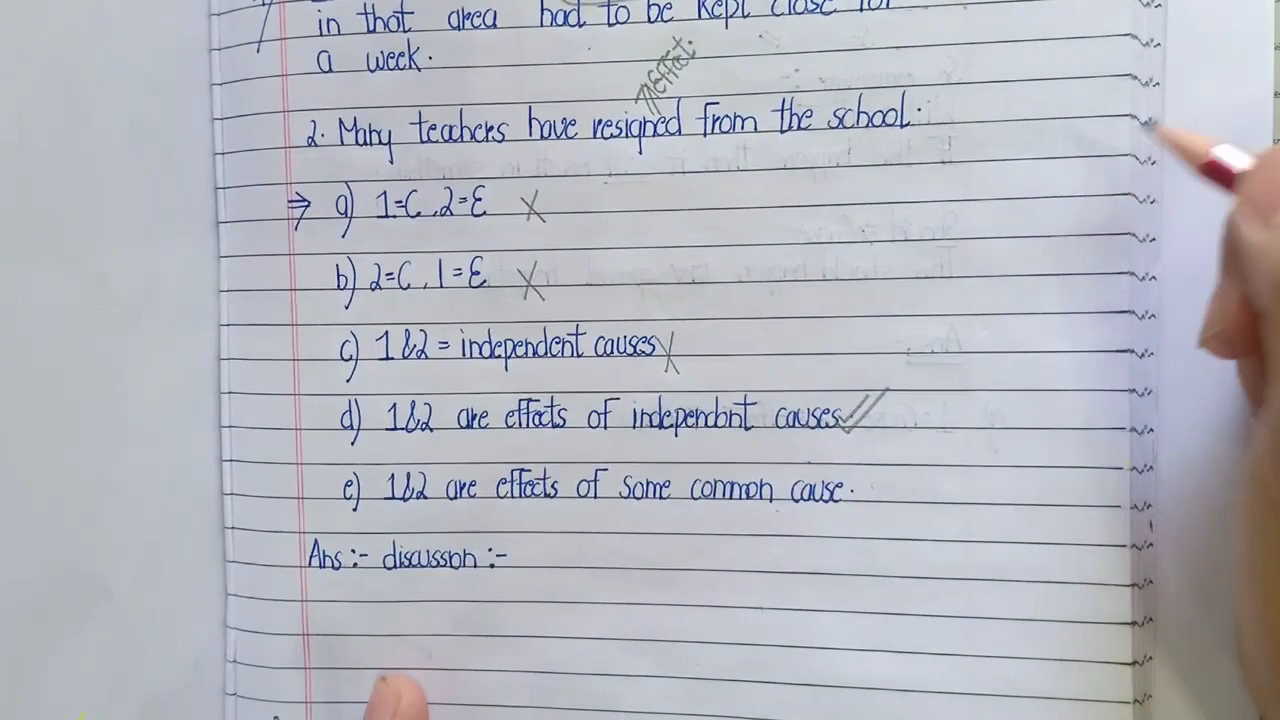 in that area had to be kept close for
a week.
Effect.
2. Many teachers have resigned from the school.
⇒ a) 1=C, 2=E X
b) 2=C, 1=E X
c) 1&2 = independent causes X
d) 1&2 are effects of independnt causes ✓
e) 1&2 are effects of some common cause.
Ans :- discusson :-